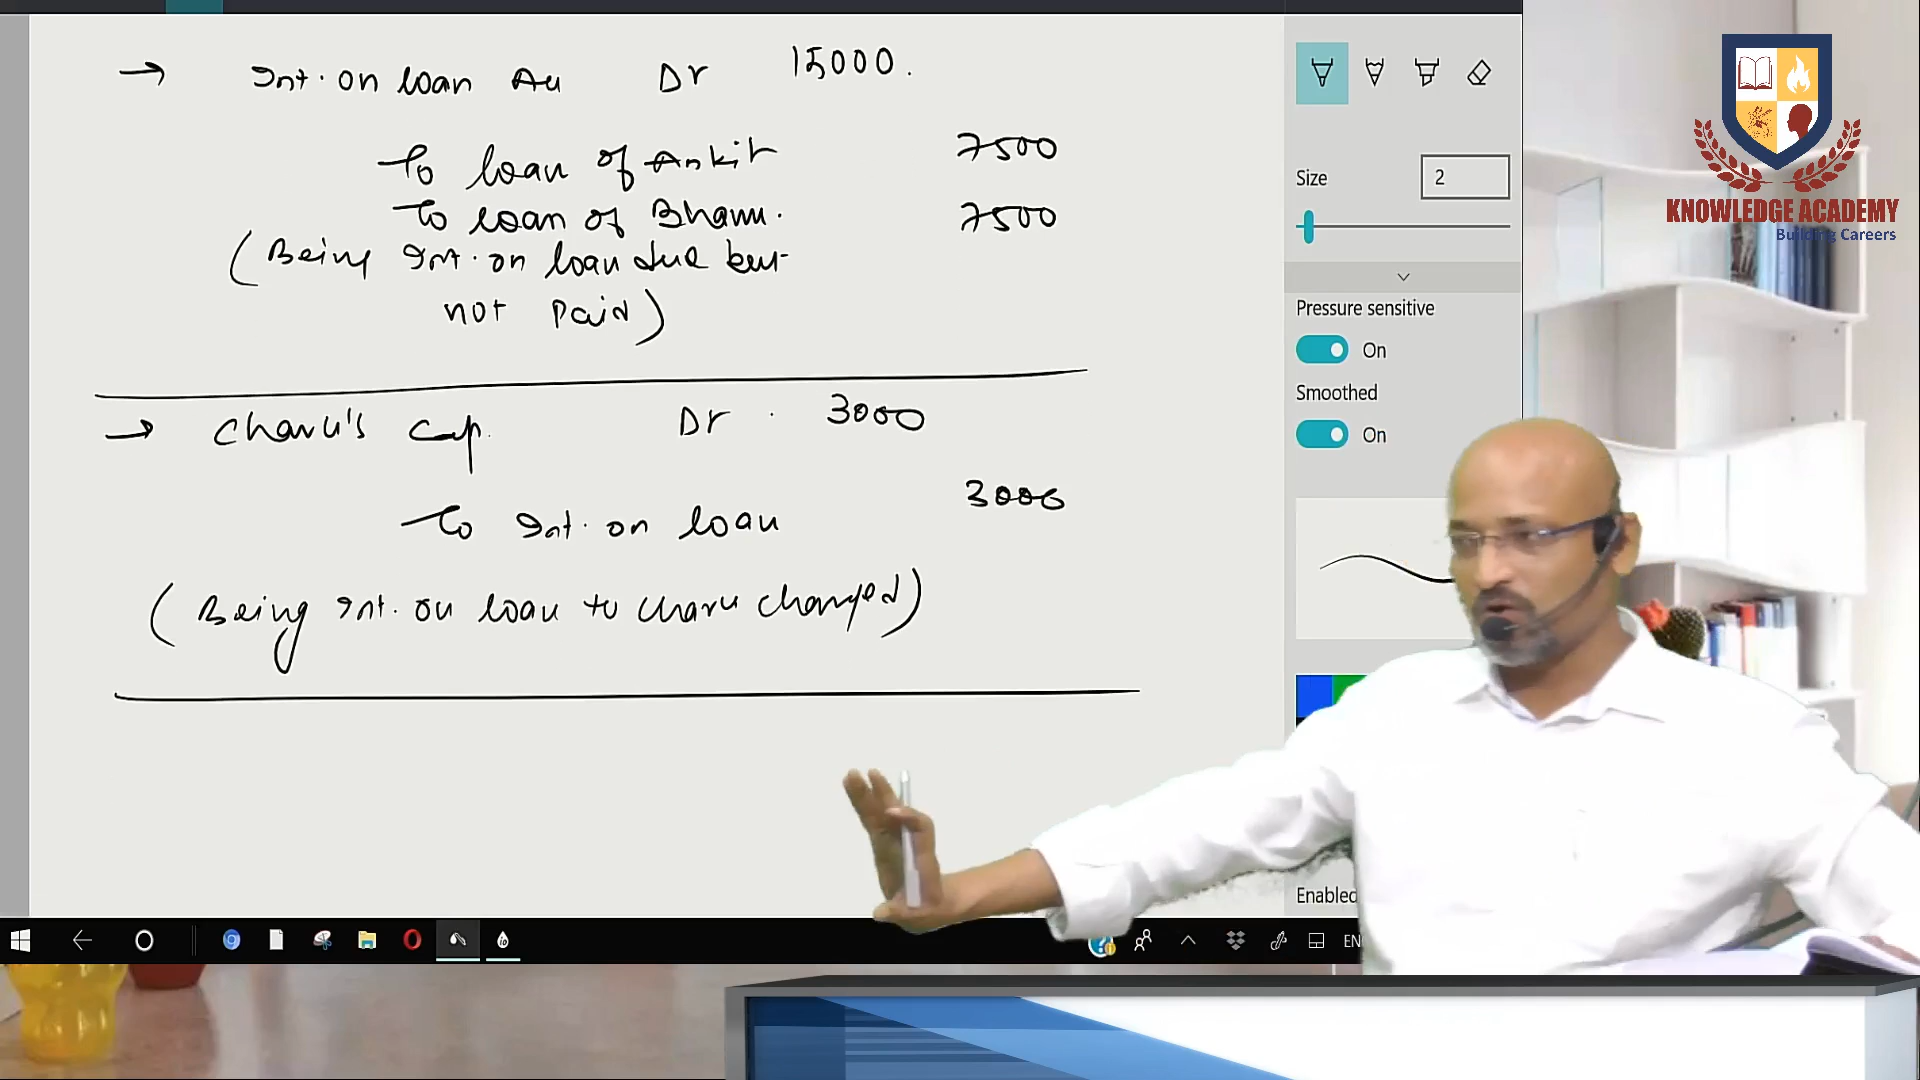 → Int. on loan A/c Dr 15000.
To loan of Ankit 7500
To loan of Bhanu. 7500
(Being Int. on loan due but
not paid)
→ Charu's Cap. Dr. 3000
To Int. on loan 3000
(Being Int. on loan to Charu charged)
Size 2
Pressure sensitive
On
Smoothed
On
Enabled
EN
KNOWLEDGE ACADEMY
Building Careers